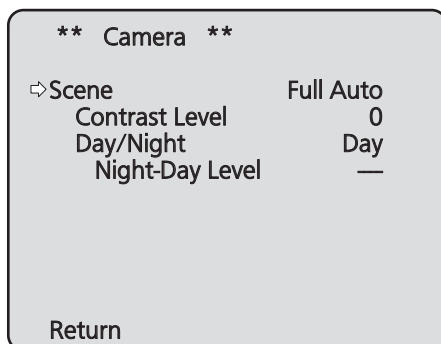 ** Camera **
⇨Scene Full Auto
Contrast Level 0
Day/Night Day
Night-Day Level —
Return